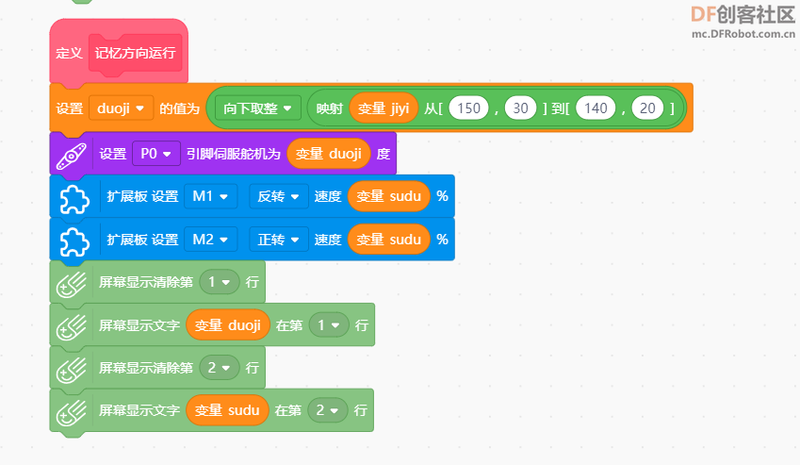 DF创客社区
mc.DFRobot.com.cn
定义 记忆方向运行
设置 duoji 的值为 向下取整 映射 变量 jiyi 从[ 150 , 30 ] 到[ 140 , 20 ]
设置 P0 引脚伺服舵机为 变量 duoji 度
扩展板 设置 M1 反转 速度 变量 sudu %
扩展板 设置 M2 正转 速度 变量 sudu %
屏幕显示清除第 1 行
屏幕显示文字 变量 duoji 在第 1 行
屏幕显示清除第 2 行
屏幕显示文字 变量 sudu 在第 2 行